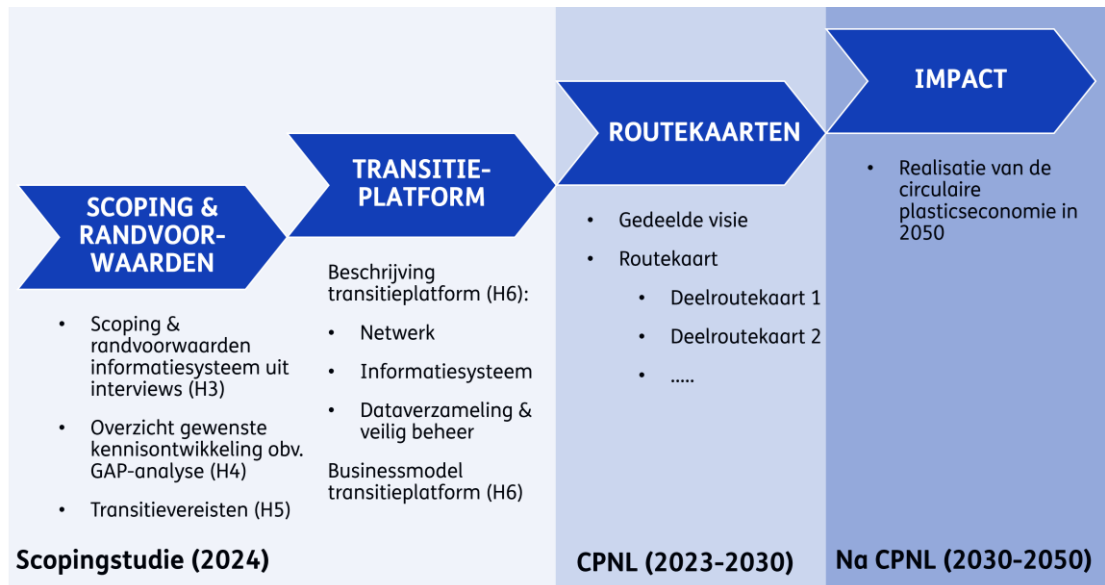 SCOPING &
RANDVOOR-
WAARDEN
• Scoping &
randvoorwaarden
informatiesysteem uit
interviews (H3)
• Overzicht gewenste
kennisontwikkeling obv.
GAP-analyse (H4)
• Transitievereisten (H5)
TRANSITIE-
PLATFORM
Beschrijving
transitieplatform (H6):
• Netwerk
• Informatiesysteem
• Dataverzameling &
veilig beheer
Businessmodel
transitieplatform (H6)
Scopingstudie (2024)
ROUTEKAARTEN
• Gedeelde visie
• Routekaart
• Deelroutekaart 1
• Deelroutekaart 2
• .....
CPNL (2023-2030)
IMPACT
• Realisatie van de
circulaire
plasticseconomie in
2050
Na CPNL (2030-2050)